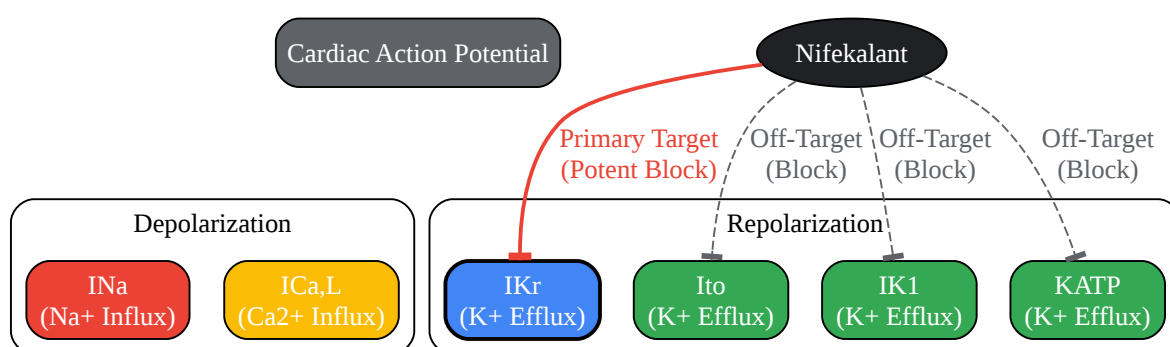 Cardiac Action Potential
Nifekalant
Primary Target
(Potent Block)
Off-Target
(Block)
Off-Target
(Block)
Off-Target
(Block)
Depolarization
Repolarization
INa
(Na+ Influx)
ICa,L
(Ca2+ Influx)
IKr
(K+ Efflux)
Ito
(K+ Efflux)
IK1
(K+ Efflux)
KATP
(K+ Efflux)